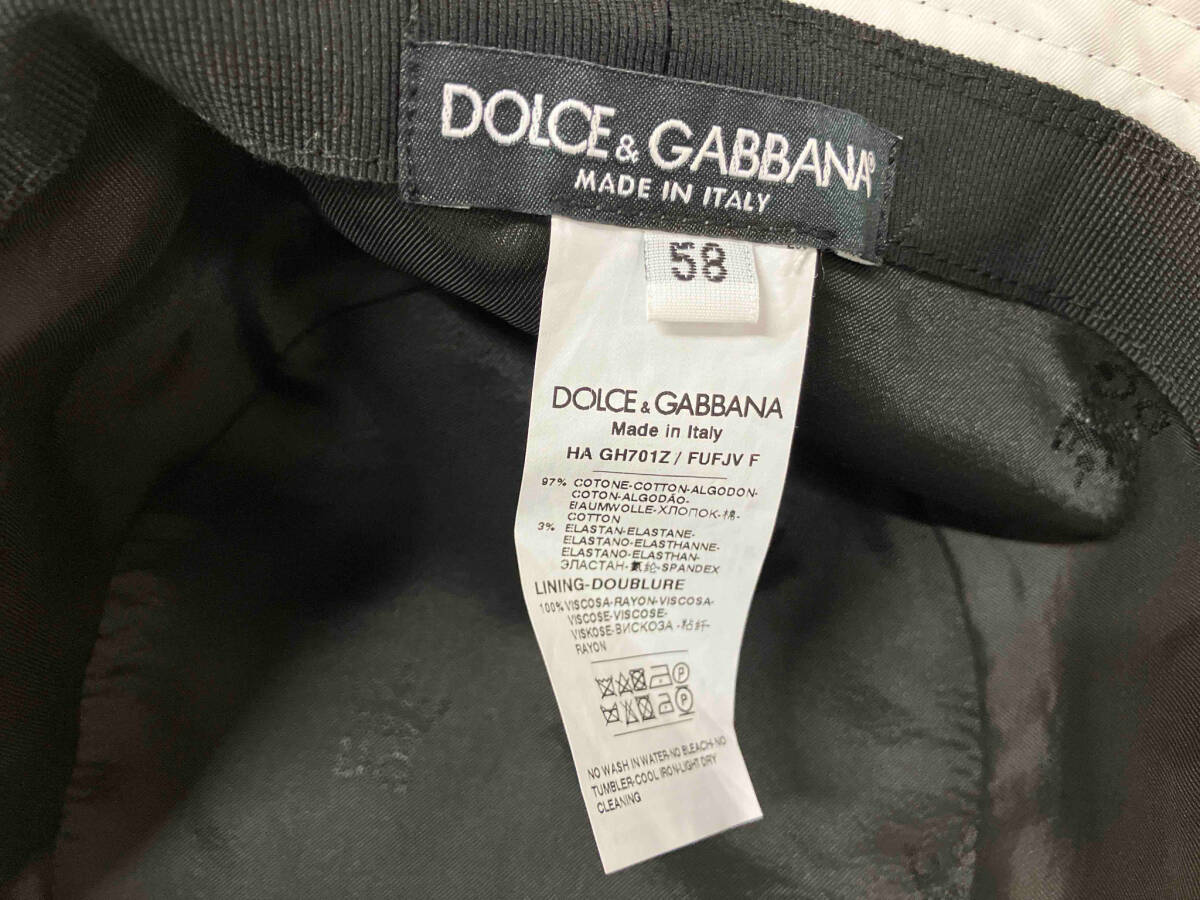 DOLCE & GABBANA®
MADE IN ITALY
58
DOLCE & GABBANA
Made in Italy
HA GH701Z / FUFJV F
97% COTONE-COTTON-ALGODON-
COTON-ALGODÃO-
BAUMWOLLE-ХЛОПОК-棉-
COTTON
3% ELASTAN-ELASTANE-
ELASTANO-ELASTHANNE-
ELASTANO-ELASTHAN-
ЭЛАСТАН-氨纶-SPANDEX
LINING-DOUBLURE
100% VISCOSA-RAYON-VISCOSA-
VISCOSE-VISCOSE-
VISKOSE-ВИСКОЗА-粘纤-
RAYON
NO WASH IN WATER-NO BLEACH-NO
TUMBLER-COOL IRON-LIGHT DRY
CLEANING